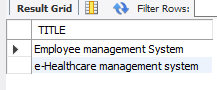 Result Grid Filter Rows:
TITLE
Employee management System
e-Healthcare management system